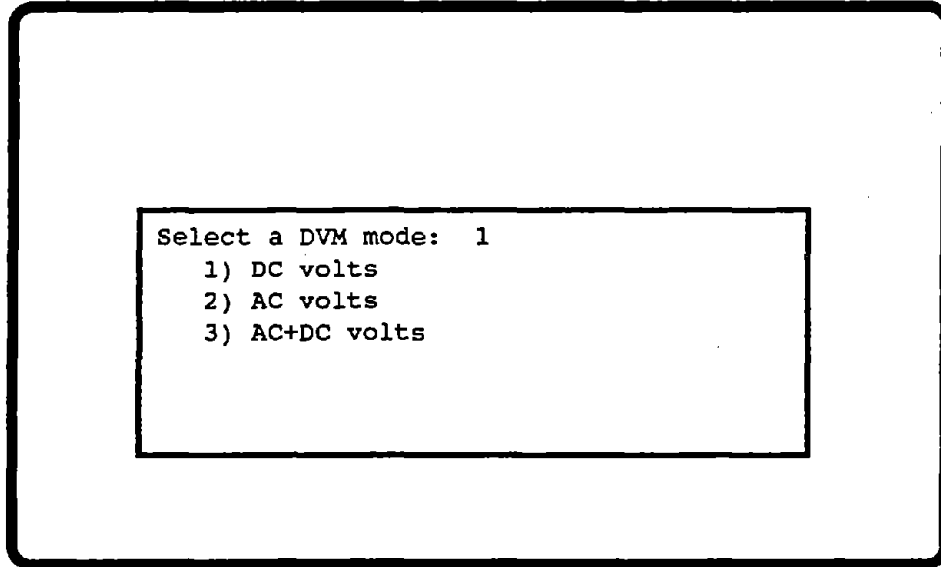 Select a DVM mode: 1
1) DC volts
2) AC volts
3) AC+DC volts